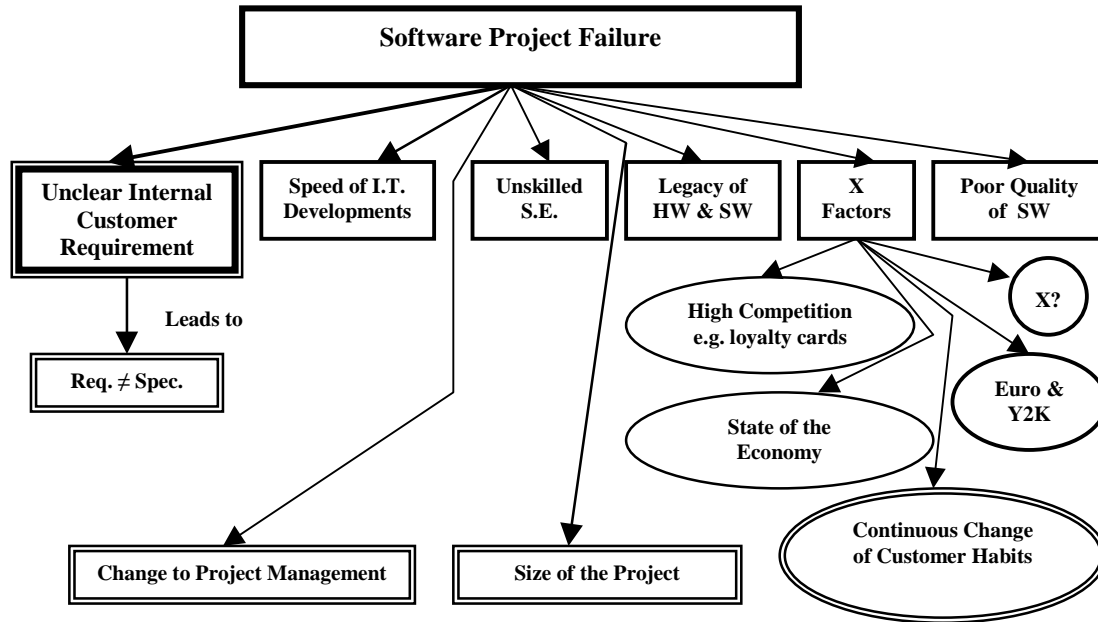 Software Project Failure
Unclear Internal
Customer
Requirement
Speed of I.T.
Developments
Unskilled
S.E.
Legacy of
HW & SW
X
Factors
Poor Quality
of SW
Leads to
Req. ≠ Spec.
High Competition
e.g. loyalty cards
X?
State of the
Economy
Euro &
Y2K
Change to Project Management
Size of the Project
Continuous Change
of Customer Habits